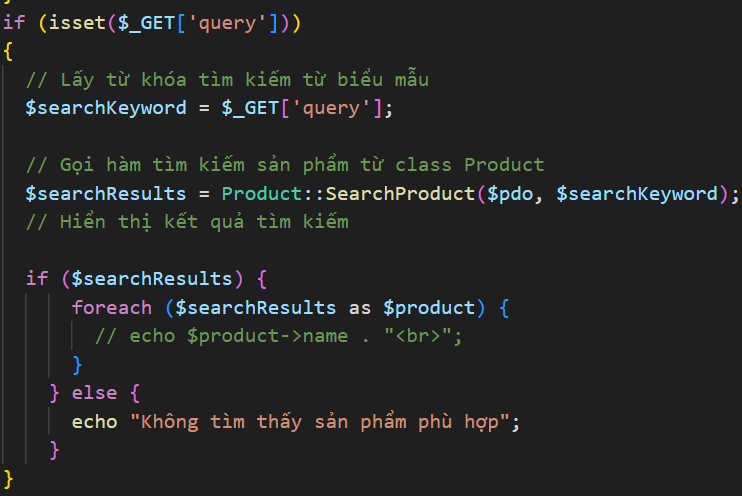 if (isset($_GET['query']))
{
// Lấy từ khóa tìm kiếm từ biểu mẫu
$searchKeyword = $_GET['query'];
// Gọi hàm tìm kiếm sản phẩm từ class Product
$searchResults = Product::SearchProduct($pdo, $searchKeyword);
// Hiển thị kết quả tìm kiếm
if ($searchResults) {
foreach ($searchResults as $product) {
// echo $product->name . "<br>";
}
} else {
echo "Không tìm thấy sản phẩm phù hợp";
}
}